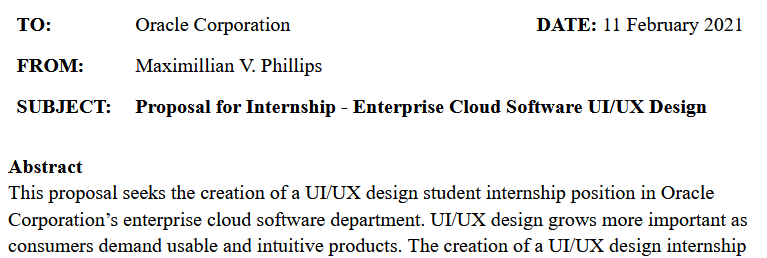 TO: Oracle Corporation DATE: 11 February 2021
FROM: Maximillian V. Phillips
SUBJECT: Proposal for Internship - Enterprise Cloud Software UI/UX Design
Abstract
This proposal seeks the creation of a UI/UX design student internship position in Oracle
Corporation’s enterprise cloud software department. UI/UX design grows more important as
consumers demand usable and intuitive products. The creation of a UI/UX design internship